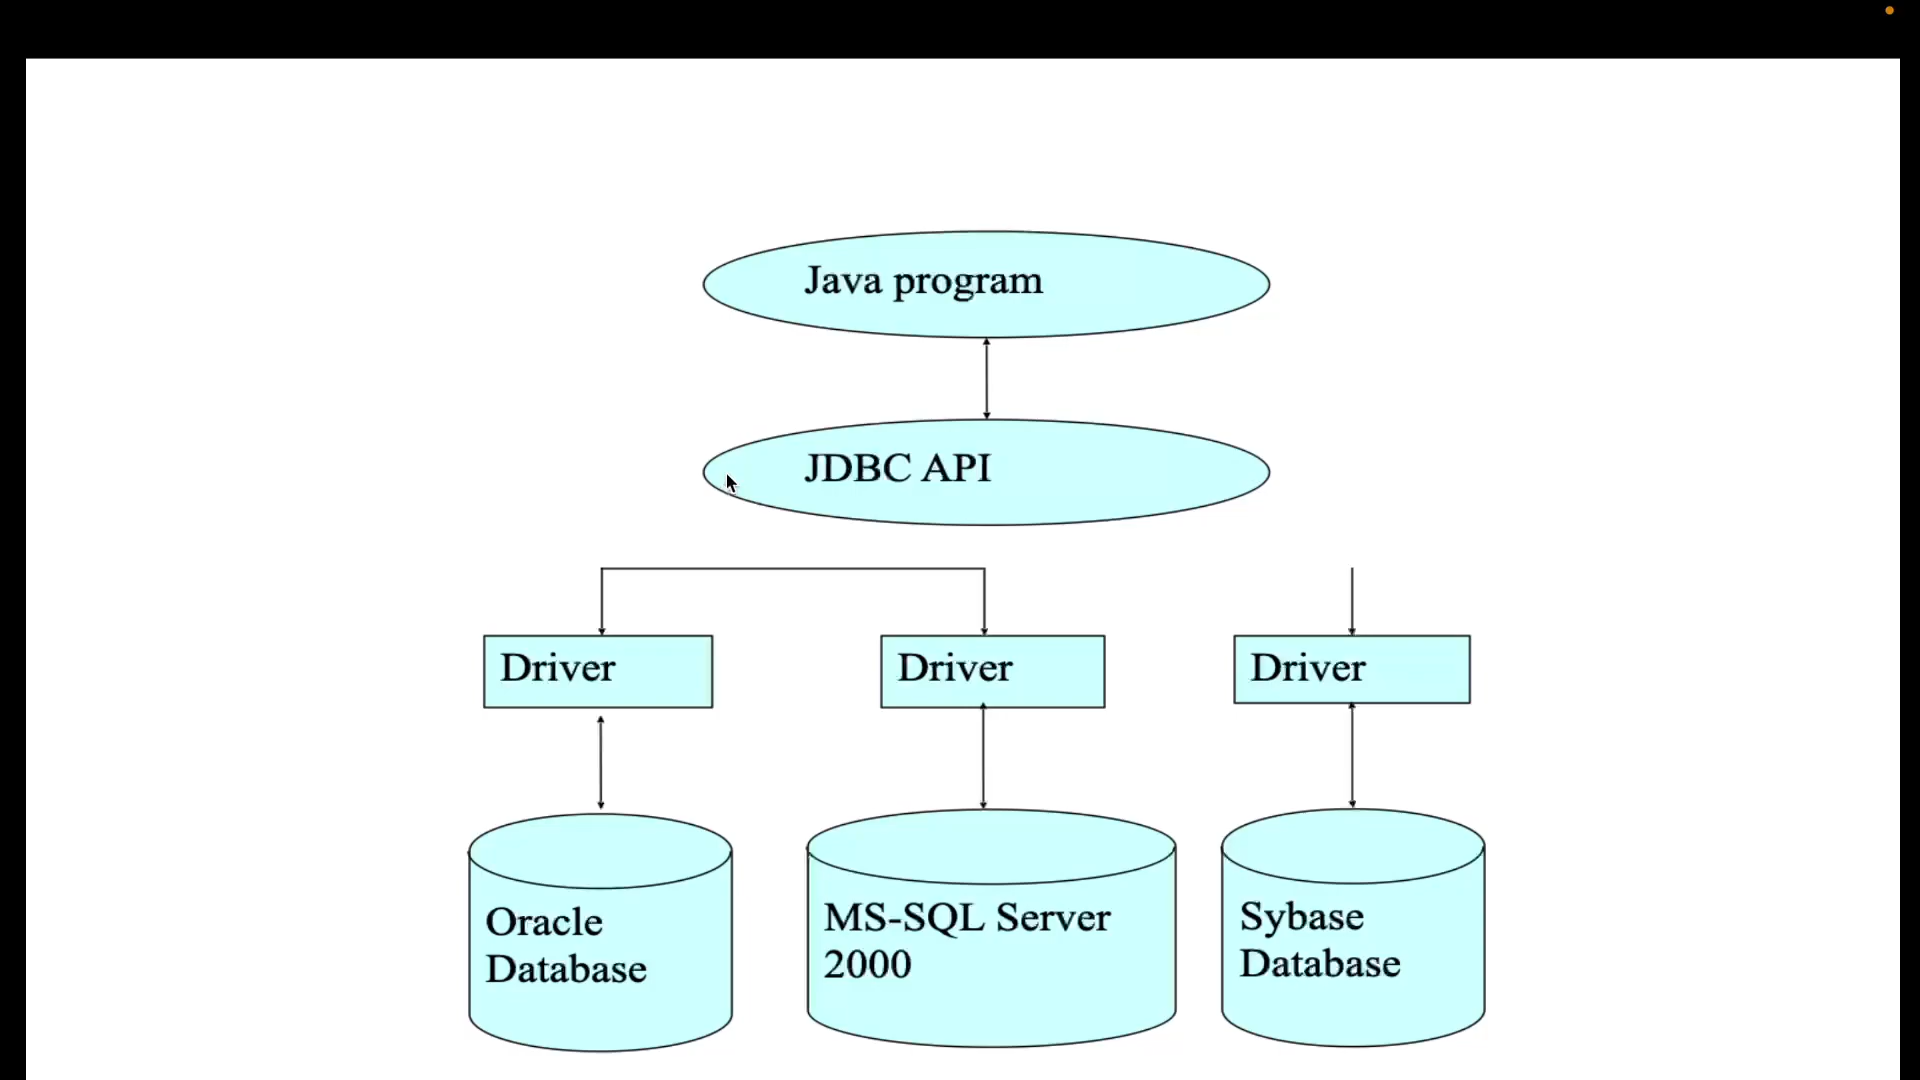 Java program
JDBC API
Driver
Driver
Driver
Oracle
Database
MS-SQL Server
2000
Sybase
Database